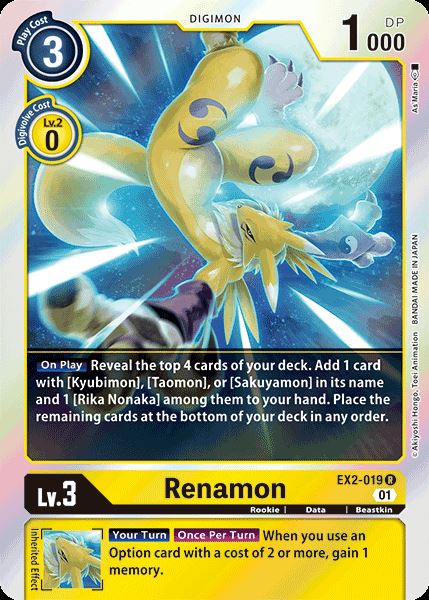 DIGIMON
Play Cost
3
DP
1000
Digivolve Cost
Lv.2
0
As'Maria
©Akiyoshi Hongo, Toei Animation BANDAI MADE IN JAPAN
On Play Reveal the top 4 cards of your deck. Add 1 card
with [Kyubimon], [Taomon], or [Sakuyamon] in its name
and 1 [Rika Nonaka] among them to your hand. Place the
remaining cards at the bottom of your deck in any order.
EX2-019 R
Lv.3
Renamon
01
Rookie | Data | Beastkin
Inherited Effect
Your Turn Once Per Turn When you use an
Option card with a cost of 2 or more, gain 1
memory.